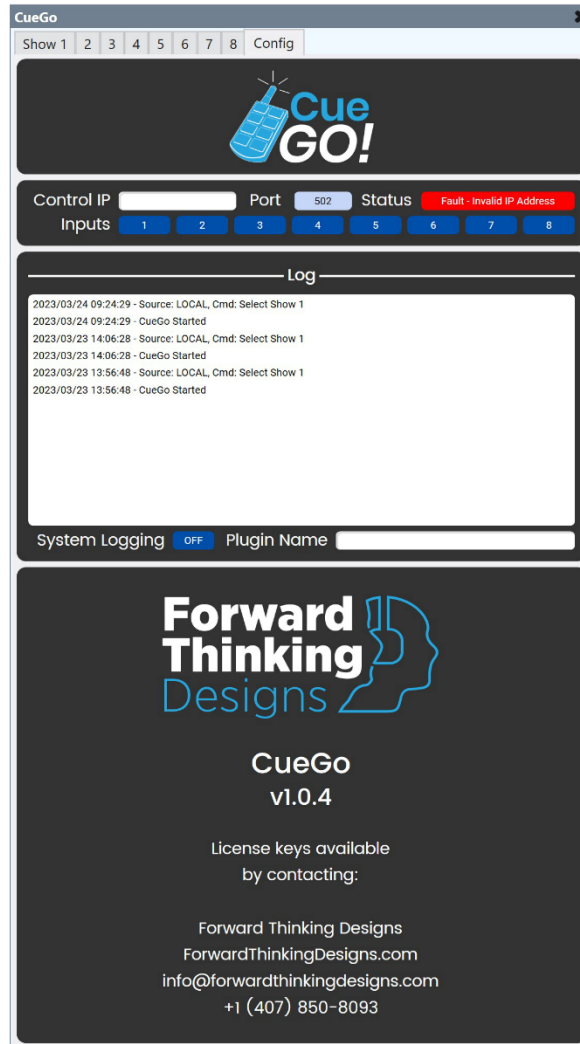 CueGo
Show 1 2 3 4 5 6 7 8 Config
Cue
GO!
Control IP Port 502 Status Fault - Invalid IP Address
Inputs 1 2 3 4 5 6 7 8
Log
2023/03/24 09:24:29 - Source: LOCAL, Cmd: Select Show 1
2023/03/24 09:24:29 - CueGo Started
2023/03/23 14:06:28 - Source: LOCAL, Cmd: Select Show 1
2023/03/23 14:06:28 - CueGo Started
2023/03/23 13:56:48 - Source: LOCAL, Cmd: Select Show 1
2023/03/23 13:56:48 - CueGo Started
System Logging OFF Plugin Name
Forward
Thinking
Designs
CueGo
v1.0.4
License keys available
by contacting:
Forward Thinking Designs
ForwardThinkingDesigns.com
info@forwardthinkingdesigns.com
+1 (407) 850-8093